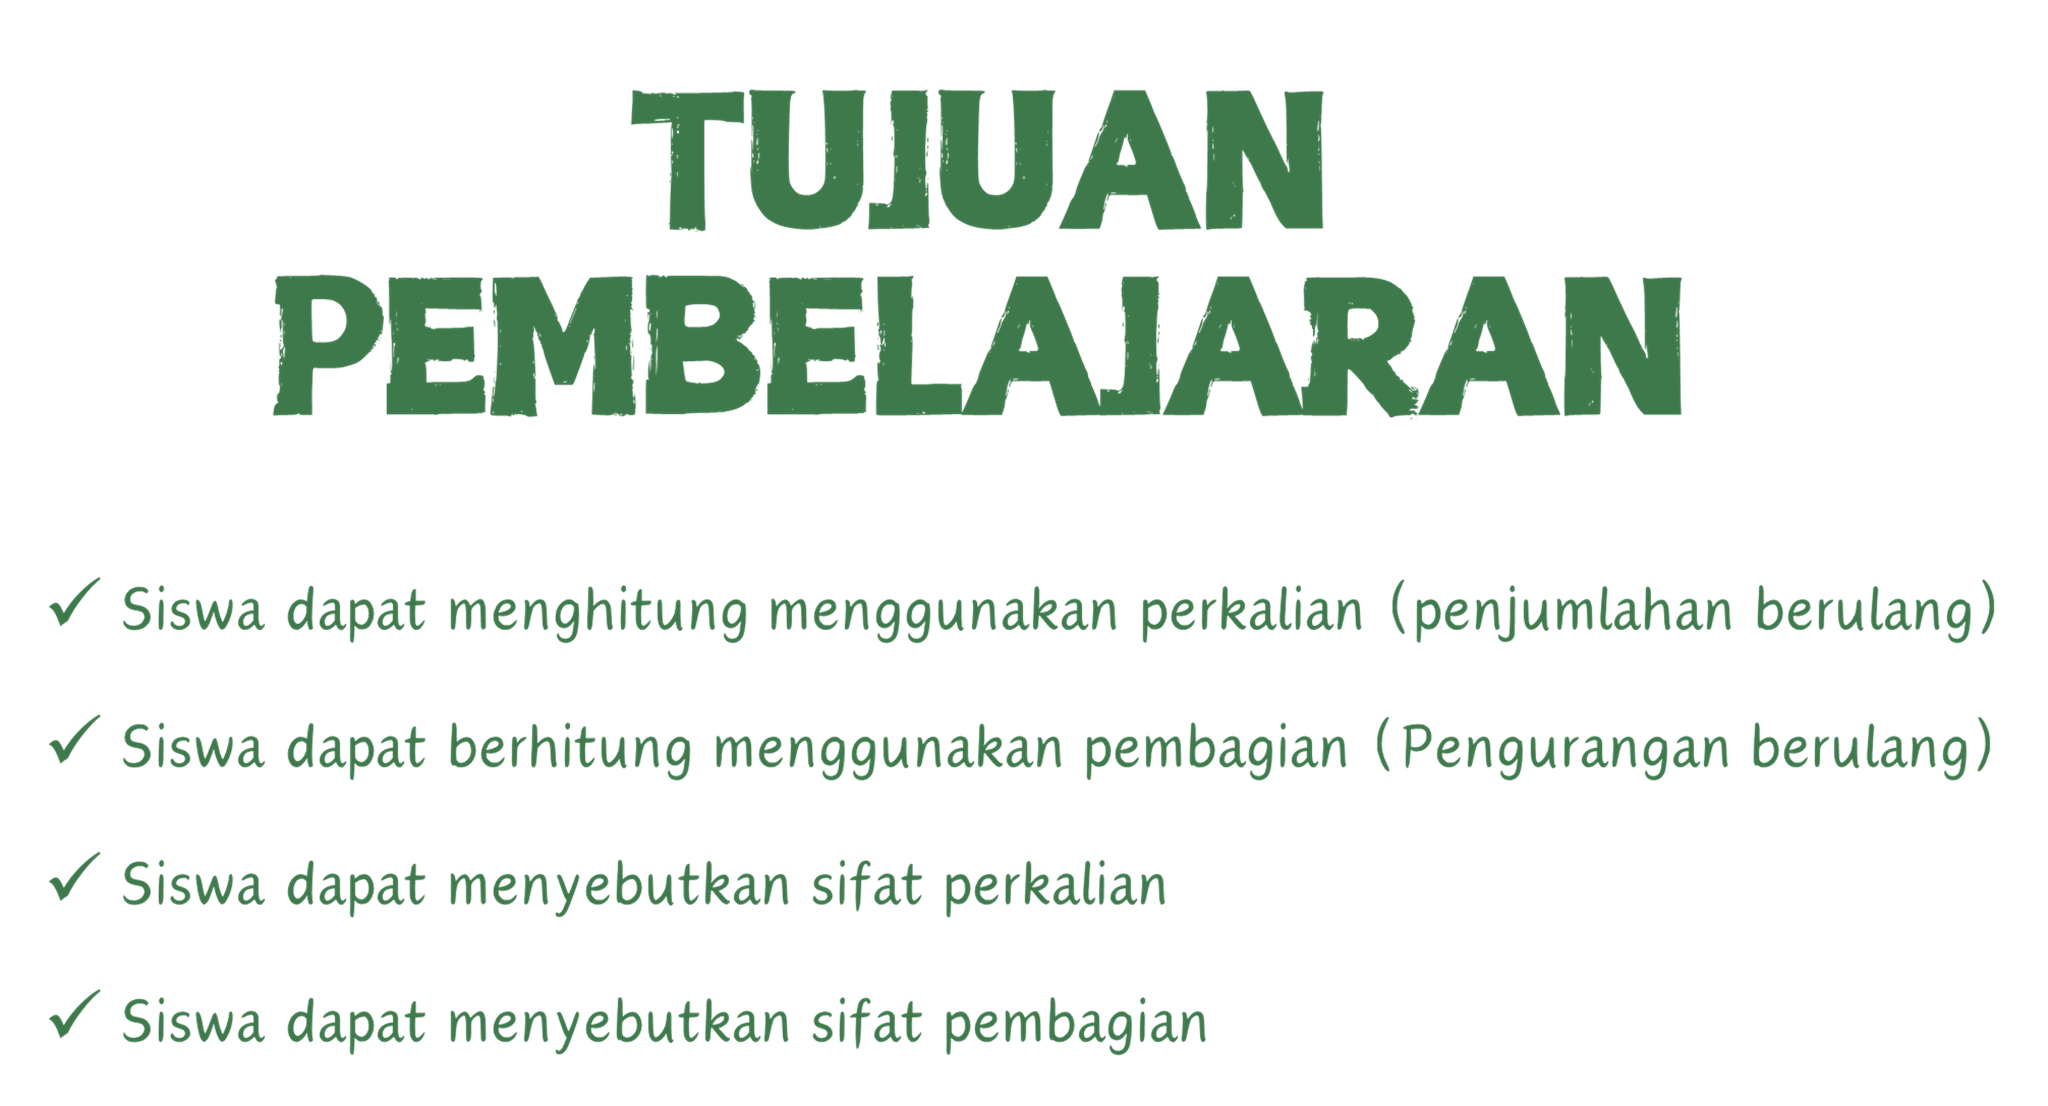 TUJUAN
PEMBELAJARAN
✓ Siswa dapat menghitung menggunakan perkalian (penjumlahan berulang)
✓ Siswa dapat berhitung menggunakan pembagian (Pengurangan berulang)
✓ Siswa dapat menyebutkan sifat perkalian
✓ Siswa dapat menyebutkan sifat pembagian